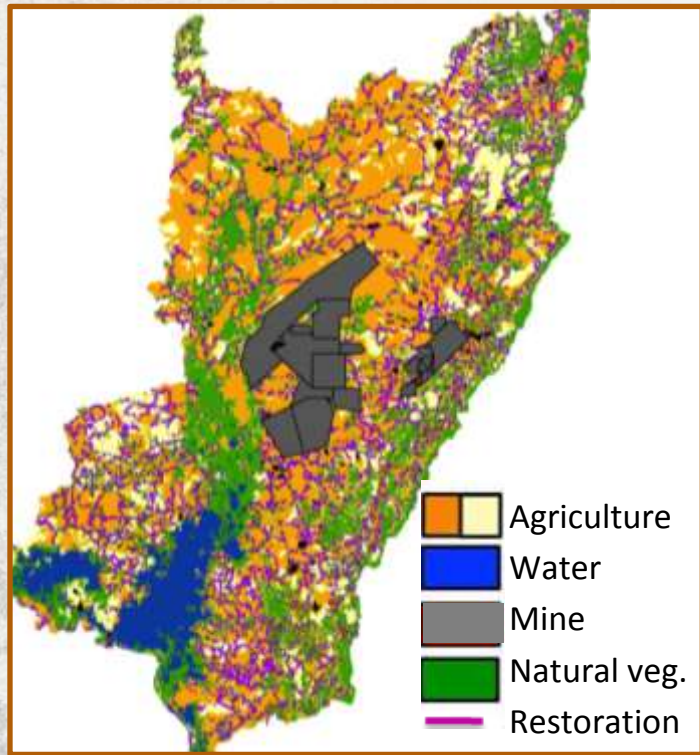 Agriculture
Water
Mine
Natural veg.
Restoration